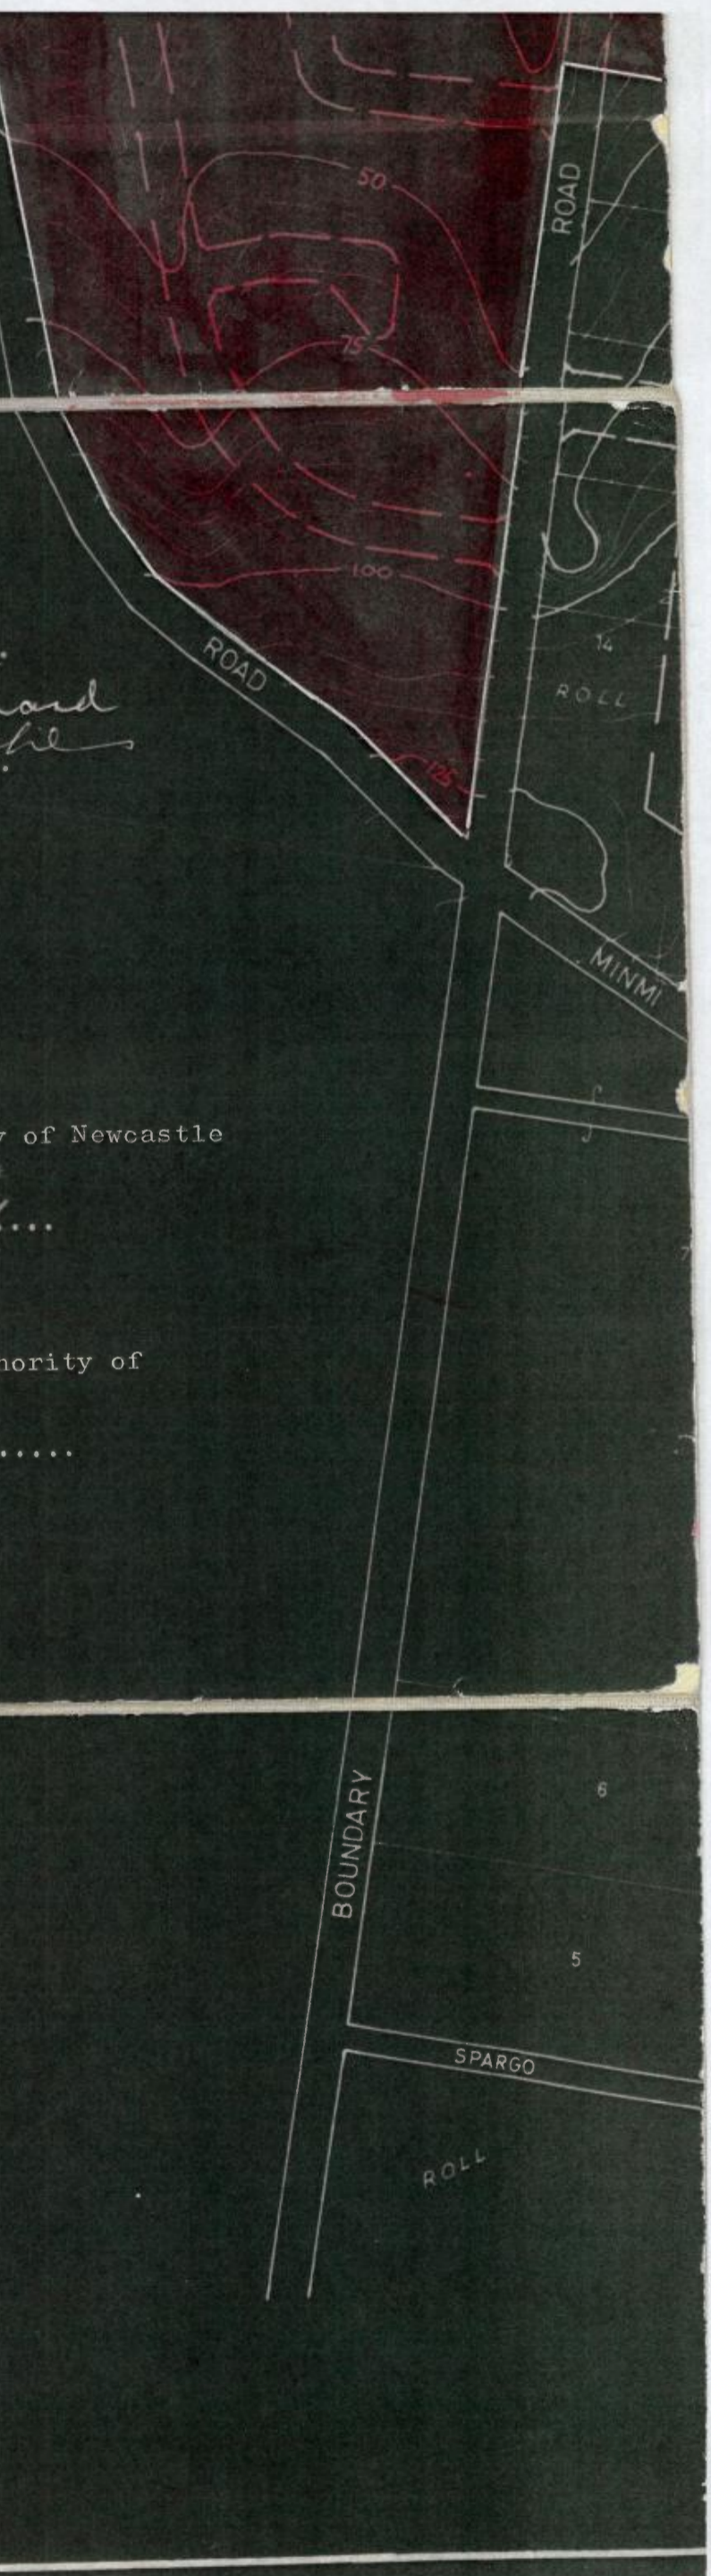 50
ROAD
75
100
ROAD
14
ROLL
125
MINMI
y of Newcastle
...
hority of
.....
BOUNDARY
6
5
SPARGO
ROLL